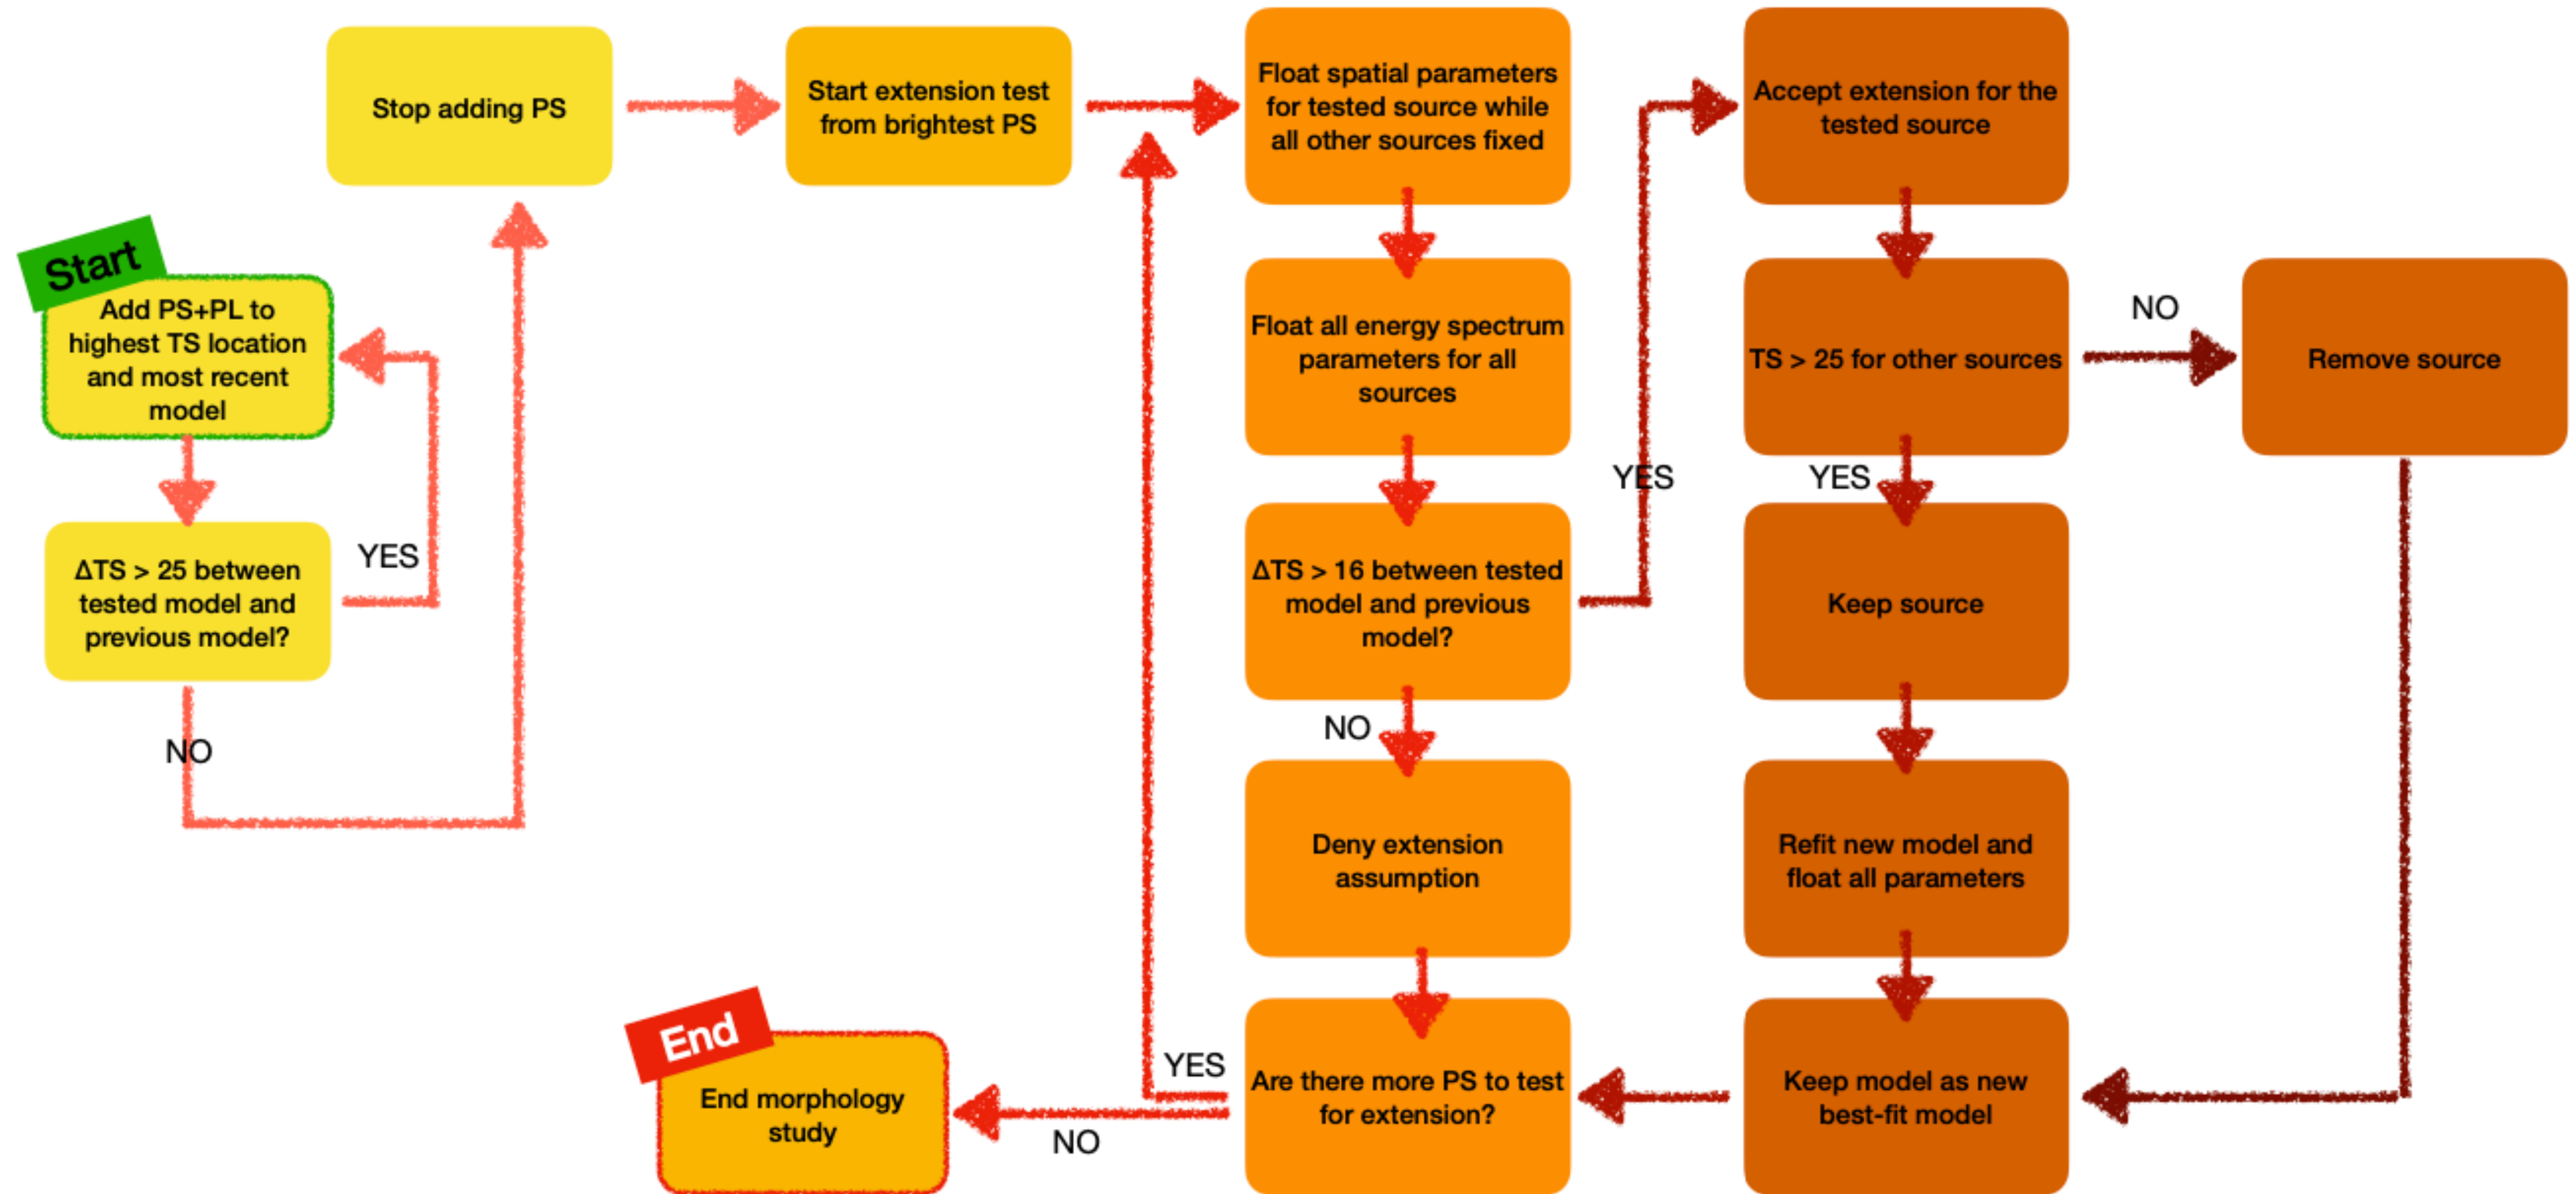 Start
Add PS+PL to
highest TS location
and most recent
model
ΔTS > 25 between
tested model and
previous model?
YES
NO
Stop adding PS
Start extension test
from brightest PS
Float spatial parameters
for tested source while
all other sources fixed
Float all energy spectrum
parameters for all
sources
ΔTS > 16 between tested
model and previous
model?
YES
NO
Deny extension
assumption
Are there more PS to test
for extension?
YES
NO
End
End morphology
study
Accept extension for the
tested source
TS > 25 for other sources
NO
YES
Remove source
Keep source
Refit new model and
float all parameters
Keep model as new
best-fit model